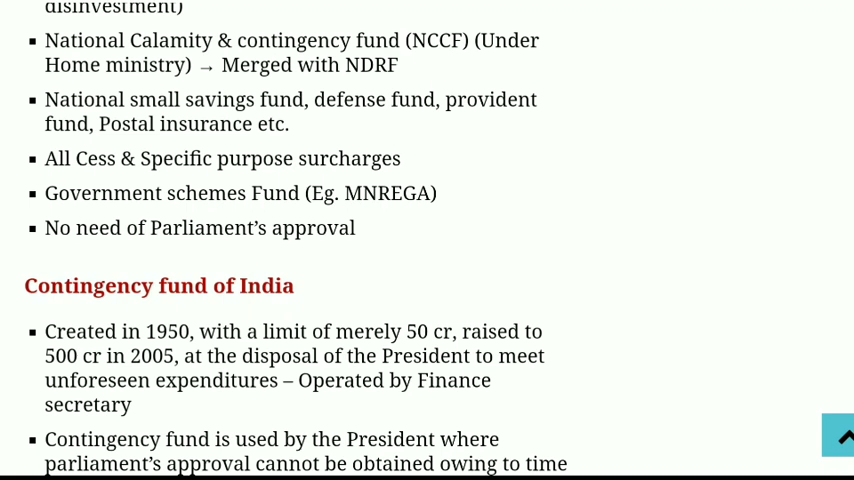 disinvestment)
▪ National Calamity & contingency fund (NCCF) (Under
Home ministry) → Merged with NDRF
▪ National small savings fund, defense fund, provident
fund, Postal insurance etc.
▪ All Cess & Specific purpose surcharges
▪ Government schemes Fund (Eg. MNREGA)
▪ No need of Parliament’s approval
Contingency fund of India
▪ Created in 1950, with a limit of merely 50 cr, raised to
500 cr in 2005, at the disposal of the President to meet
unforeseen expenditures – Operated by Finance
secretary
▪ Contingency fund is used by the President where
parliament’s approval cannot be obtained owing to time